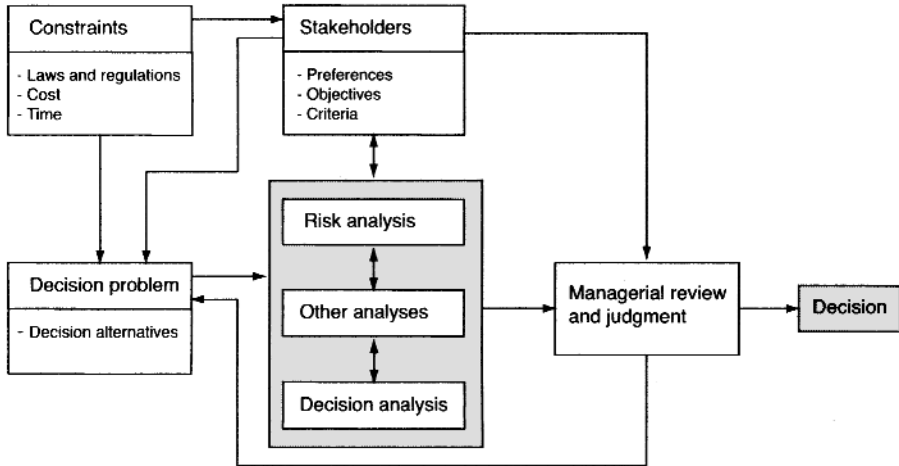 Constraints
- Laws and regulations
- Cost
- Time
Stakeholders
- Preferences
- Objectives
- Criteria
Risk analysis
Other analyses
Decision analysis
Decision problem
- Decision alternatives
Managerial review
and judgment
Decision